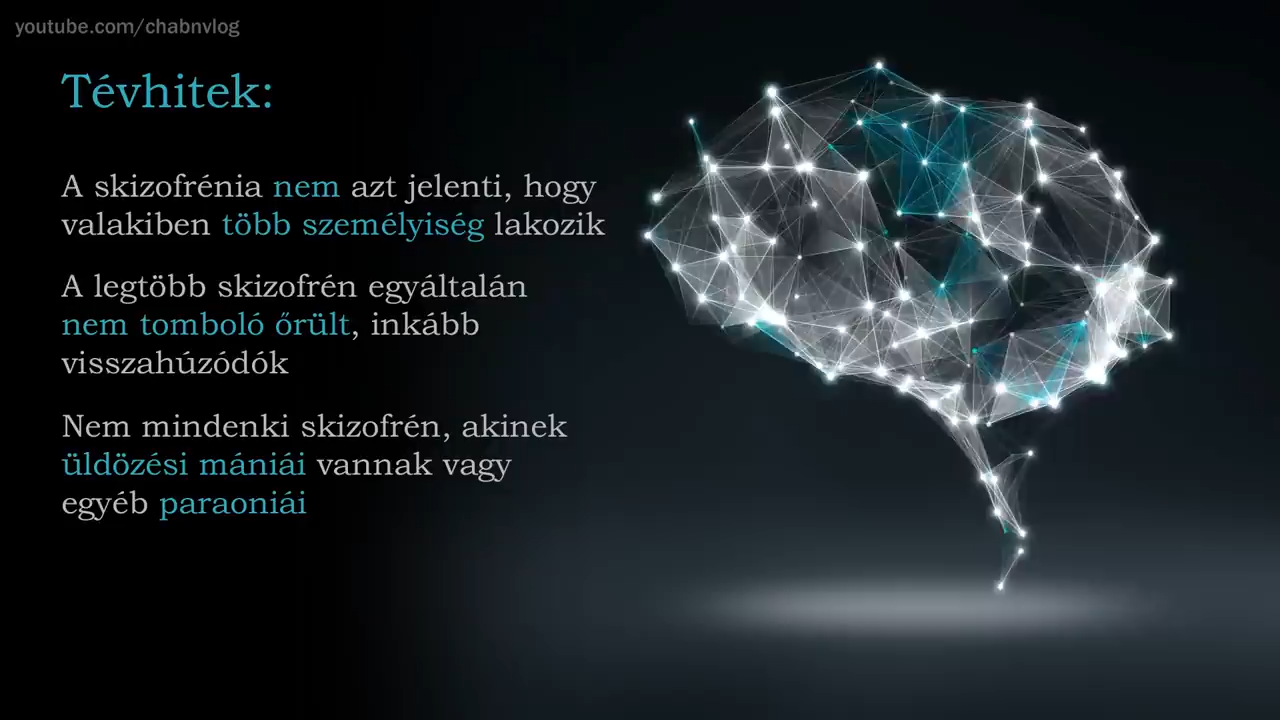 youtube.com/chabnvlog
Tévhitek:
A skizofrénia nem azt jelenti, hogy
valakiben több személyiség lakozik
A legtöbb skizofrén egyáltalán
nem tomboló őrült, inkább
visszahúzódók
Nem mindenki skizofrén, akinek
üldözési mániái vannak vagy
egyéb paraoniái